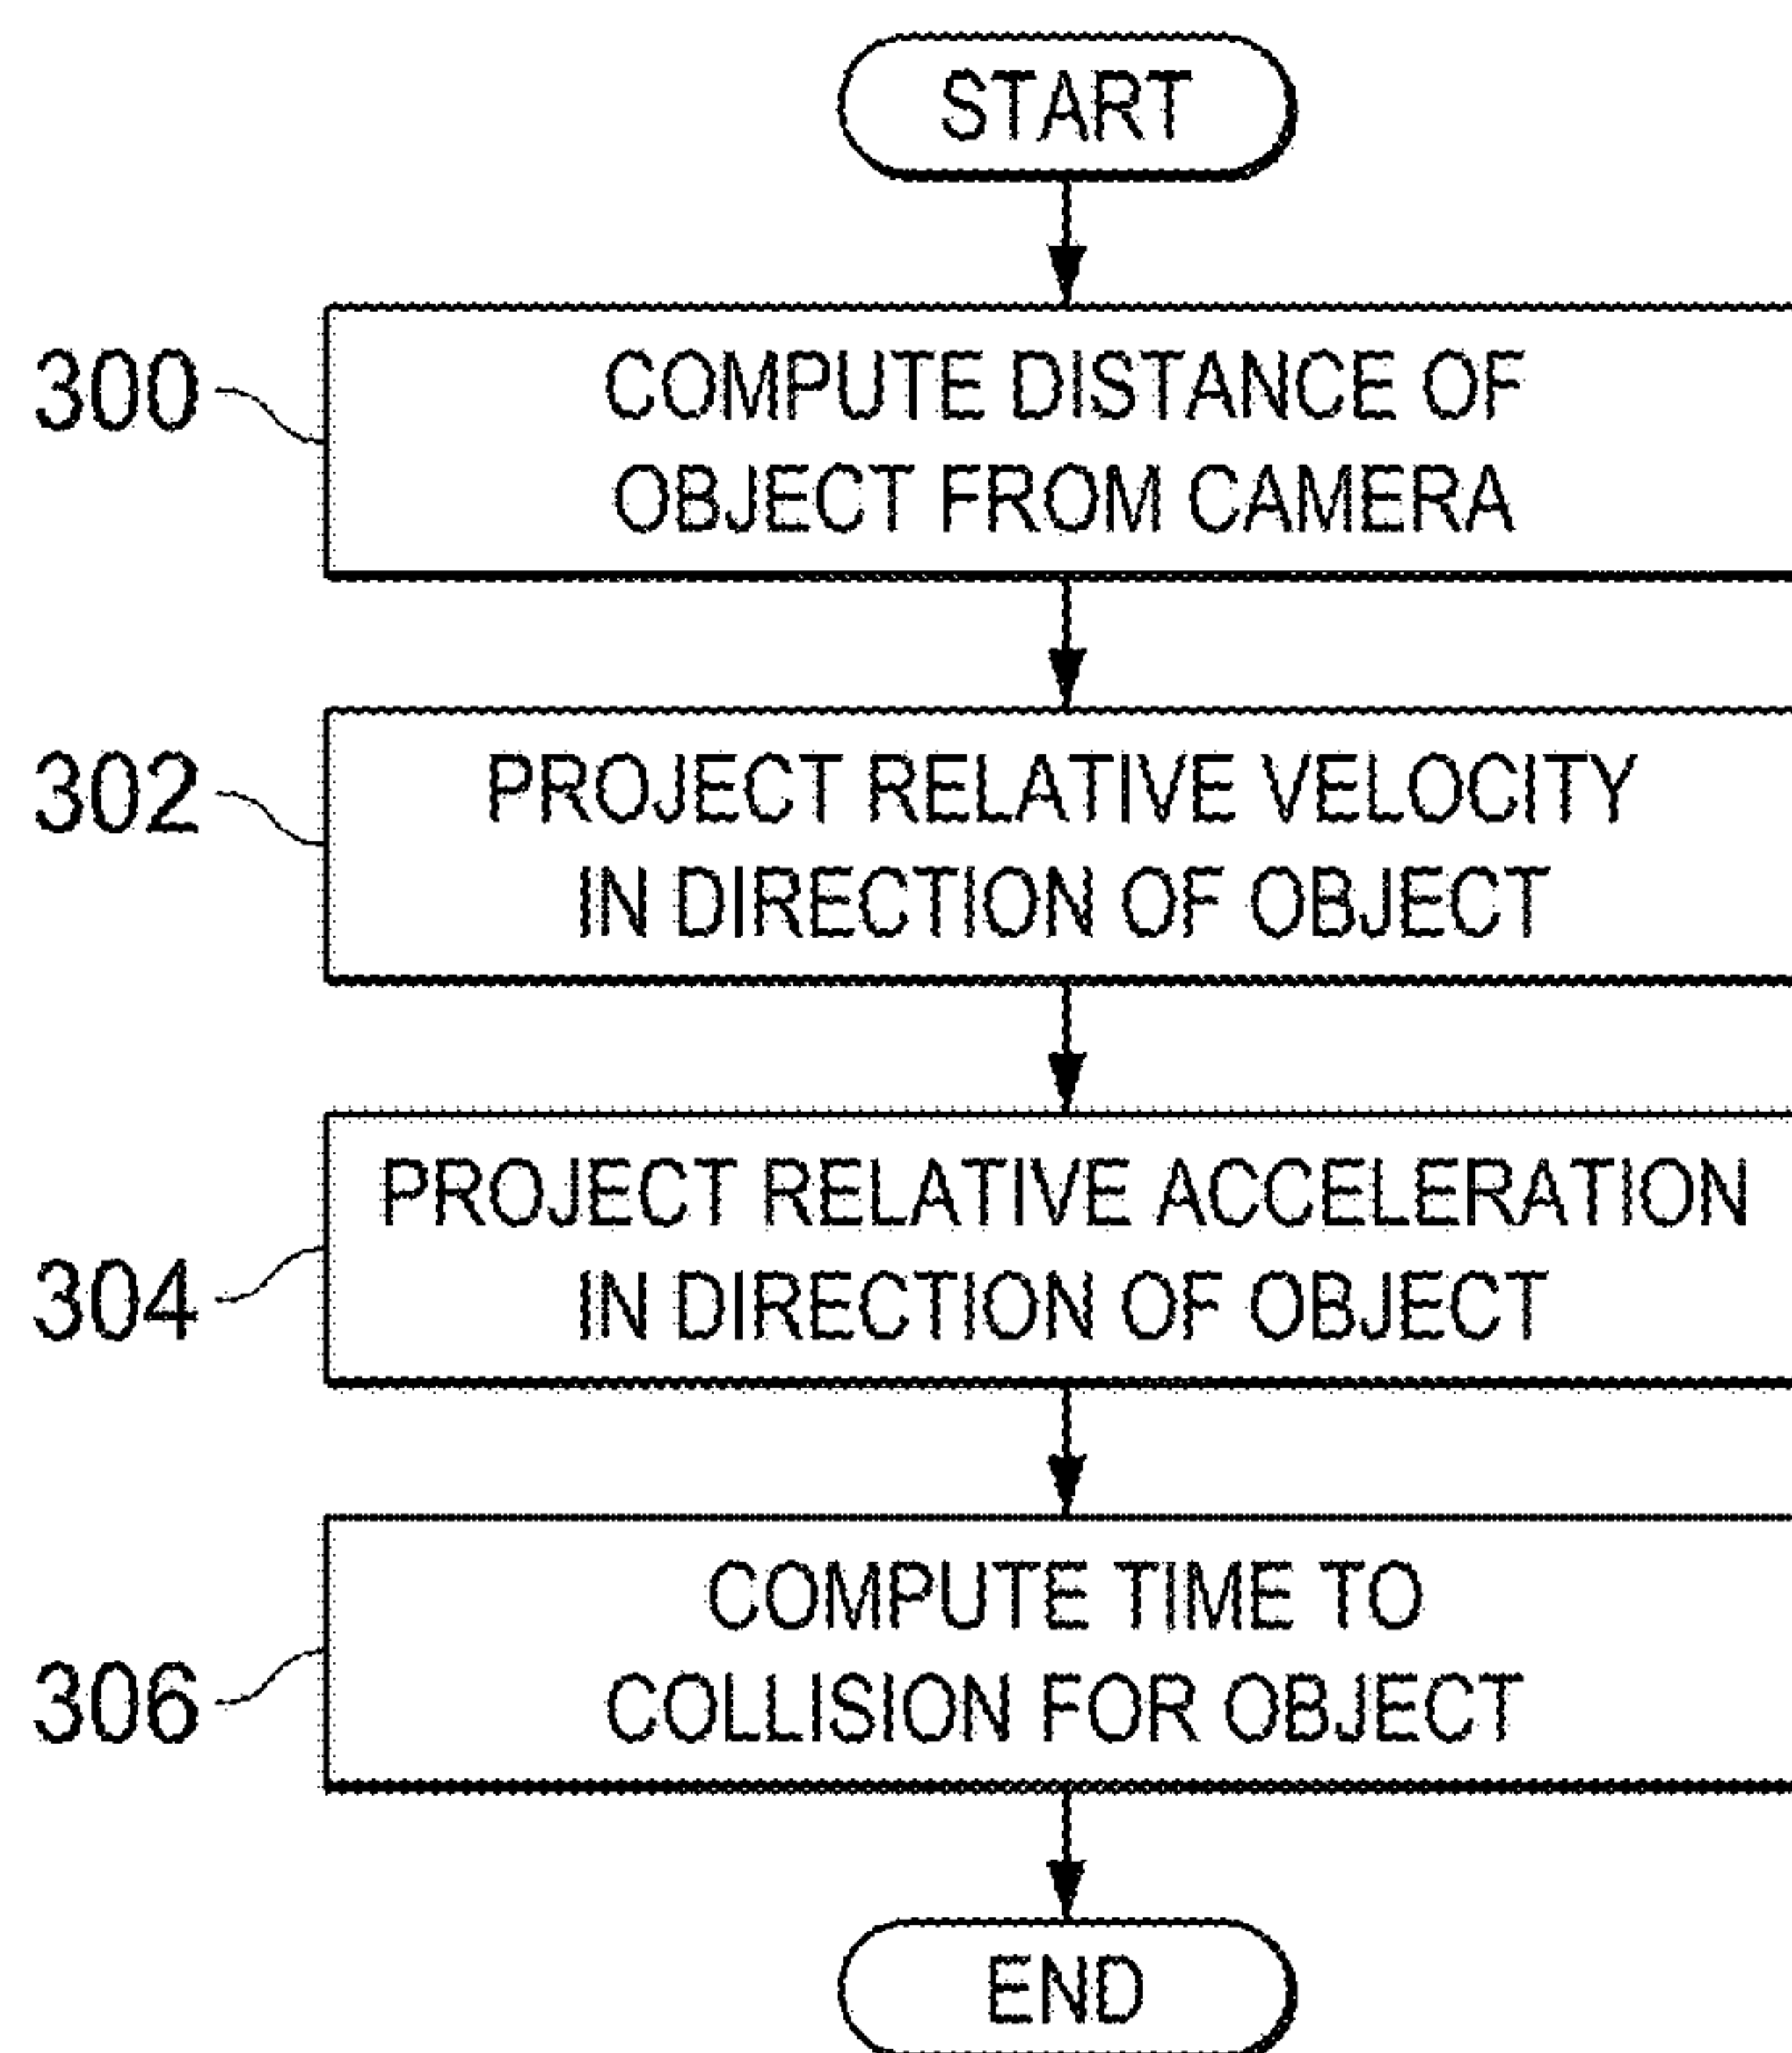 START
300
COMPUTE DISTANCE OF
OBJECT FROM CAMERA
302
PROJECT RELATIVE VELOCITY
IN DIRECTION OF OBJECT
304
PROJECT RELATIVE ACCELERATION
IN DIRECTION OF OBJECT
306
COMPUTE TIME TO
COLLISION FOR OBJECT
END